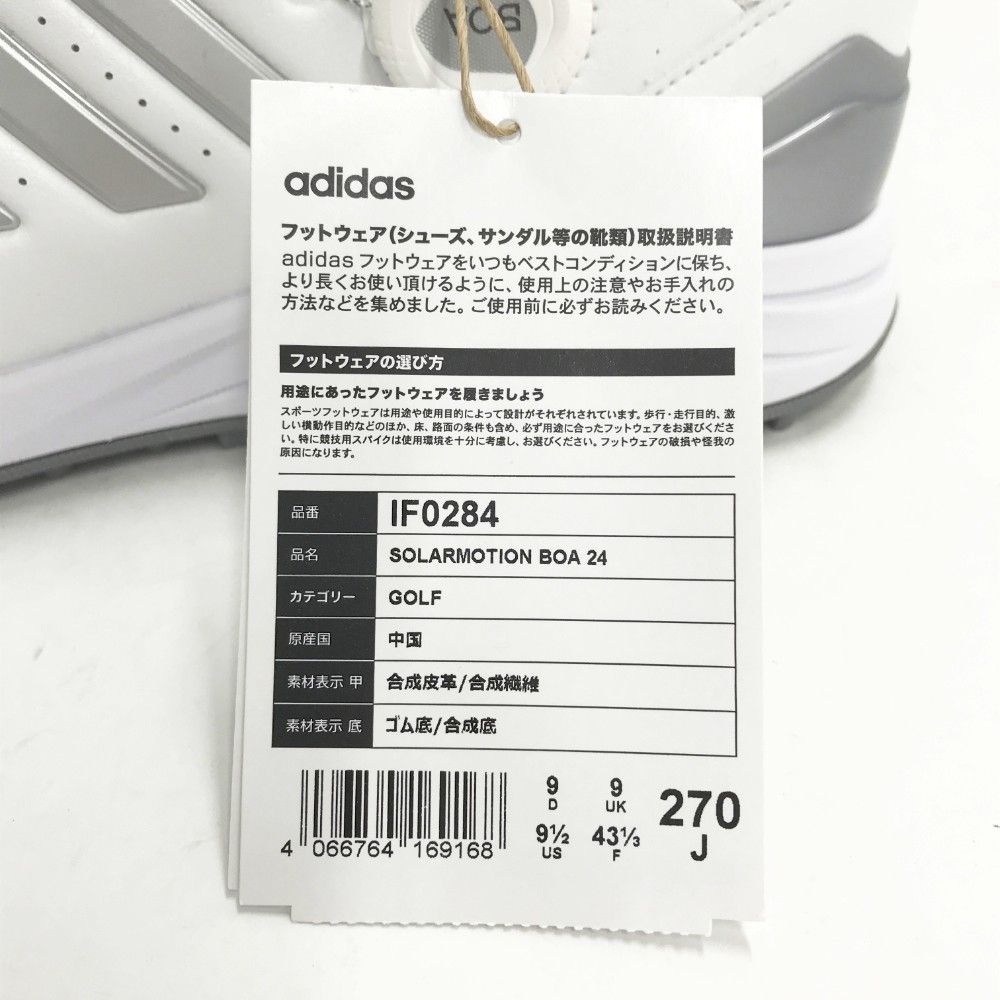 BOA
adidas
フットウェア(シューズ、サンダル等の靴類)取扱説明書
adidas フットウェアをいつもベストコンディションに保ち、
より長くお使い頂けるように、使用上の注意やお手入れの
方法などを集めました。ご使用前に必ずお読みください。
フットウェアの選び方
用途にあったフットウェアを履きましょう
スポーツフットウェアは用途や使用目的によって設計がそれぞれされています。歩行・走行目的、激
しい横動作目的などのほか、床、路面の条件も含め、必ず用途に合ったフットウェアをお選びくださ
い。特に競技用スパイクは使用環境を十分に考慮し、お選びください。フットウェアの破損や怪我の
原因になります。
品番 IF0284
品名 SOLARMOTION BOA 24
カテゴリー GOLF
原産国 中国
素材表示 甲 合成皮革/合成繊維
素材表示 底 ゴム底/合成底
9 9 270
D UK
9½ 43⅓ J
US F
4 066764 169168